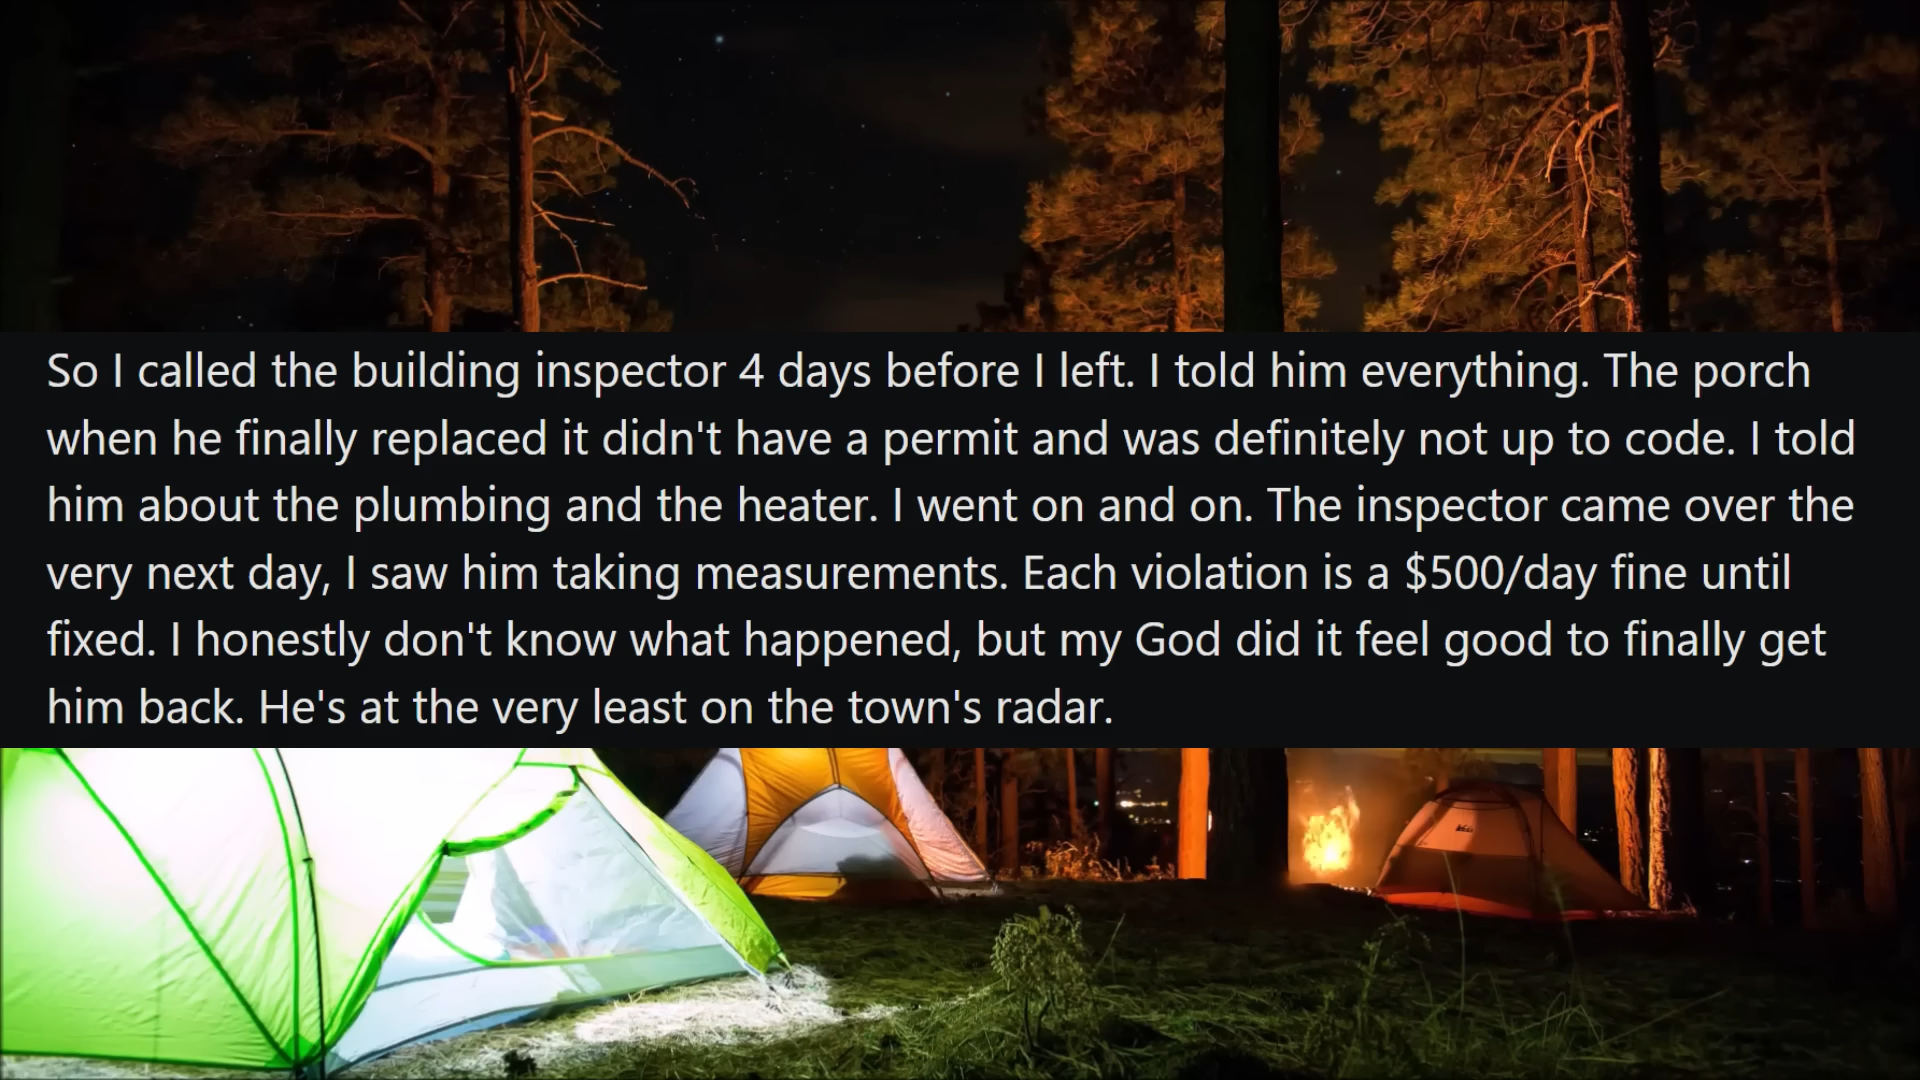 So I called the building inspector 4 days before I left. I told him everything. The porch
when he finally replaced it didn't have a permit and was definitely not up to code. I told
him about the plumbing and the heater. I went on and on. The inspector came over the
very next day, I saw him taking measurements. Each violation is a $500/day fine until
fixed. I honestly don't know what happened, but my God did it feel good to finally get
him back. He's at the very least on the town's radar.